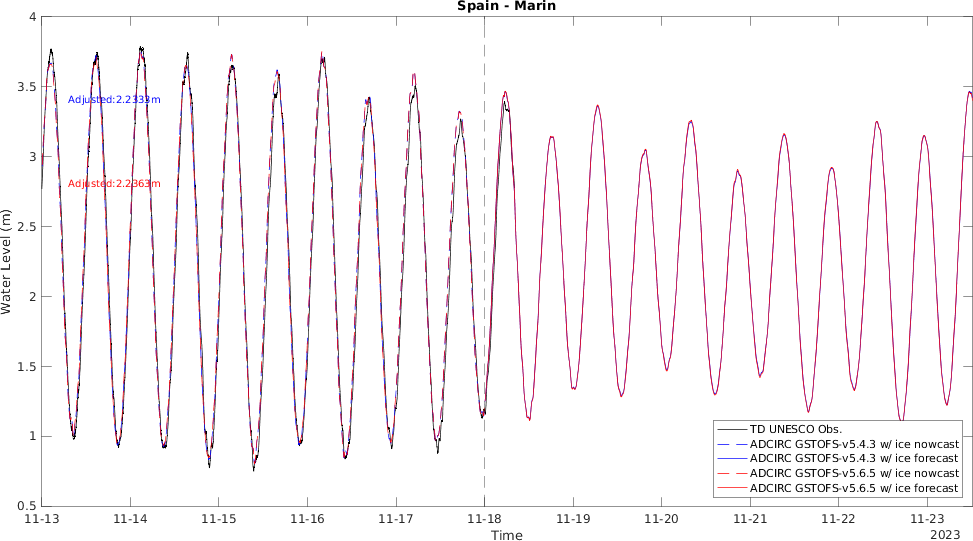 Spain - Marin
4
3.5
3
2.5
2
1.5
1
0.5
Water Level (m)
Adjusted:2.2333m
Adjusted:2.2363m
TD UNESCO Obs.
ADCIRC GSTOFS-v5.4.3 w/ ice nowcast
ADCIRC GSTOFS-v5.4.3 w/ ice forecast
ADCIRC GSTOFS-v5.6.5 w/ ice nowcast
ADCIRC GSTOFS-v5.6.5 w/ ice forecast
11-13 11-14 11-15 11-16 11-17 11-18 11-19 11-20 11-21 11-22 11-23
Time
2023